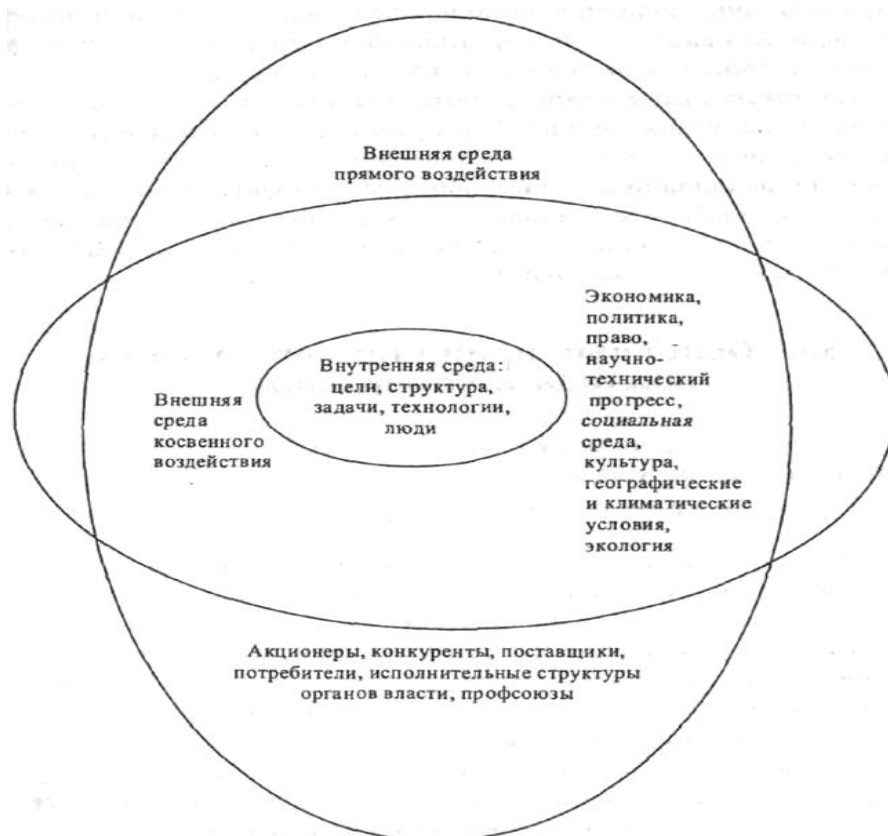 Внешняя среда
прямого воздействия
Внутренняя среда:
цели, структура,
задачи, технологии,
люди
Внешняя
среда
косвенного
воздействия
Экономика,
политика,
право,
научно-
технический
прогресс,
социальная
среда,
культура,
географические
и климатические
условия,
экология
Акционеры, конкуренты, поставщики,
потребители, исполнительные структуры
органов власти, профсоюзы